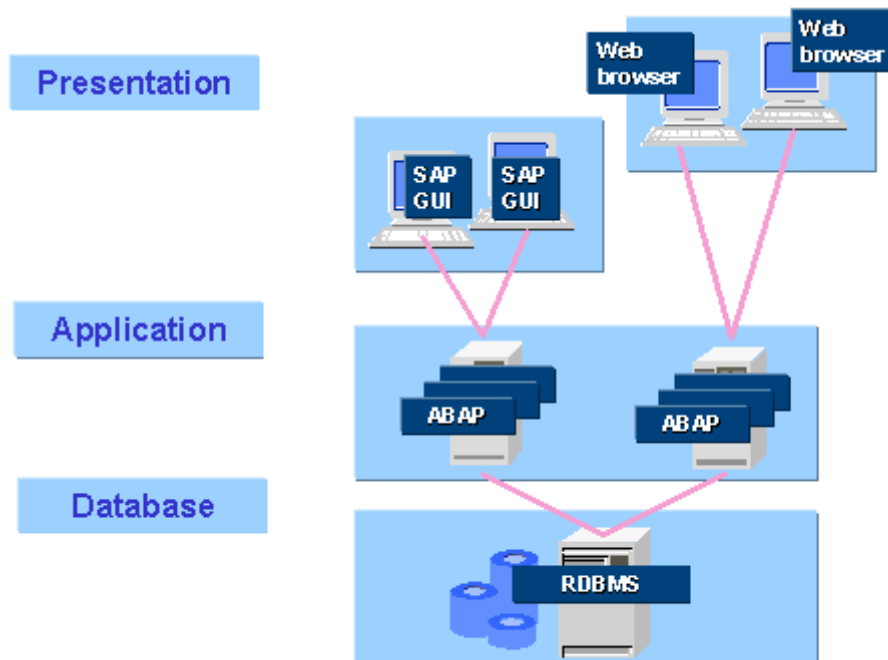 Presentation
Web
browser
Web
browser
SAP
GUI
SAP
GUI
Application
ABAP
ABAP
Database
RDBMS